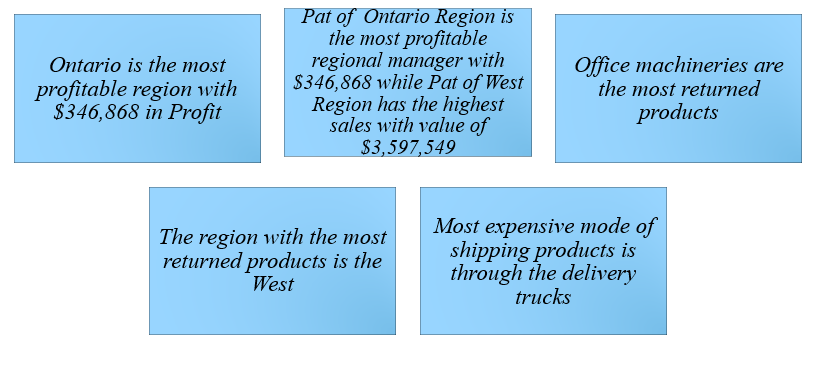 Ontario is the most
profitable region with
$346,868 in Profit
Pat of  Ontario Region is
the most profitable
regional manager with
$346,868 while Pat of West
Region has the highest
sales with value of
$3,597,549
Office machineries are
the most returned
products
The region with the most
returned products is the
West
Most expensive mode of
shipping products is
through the delivery
trucks